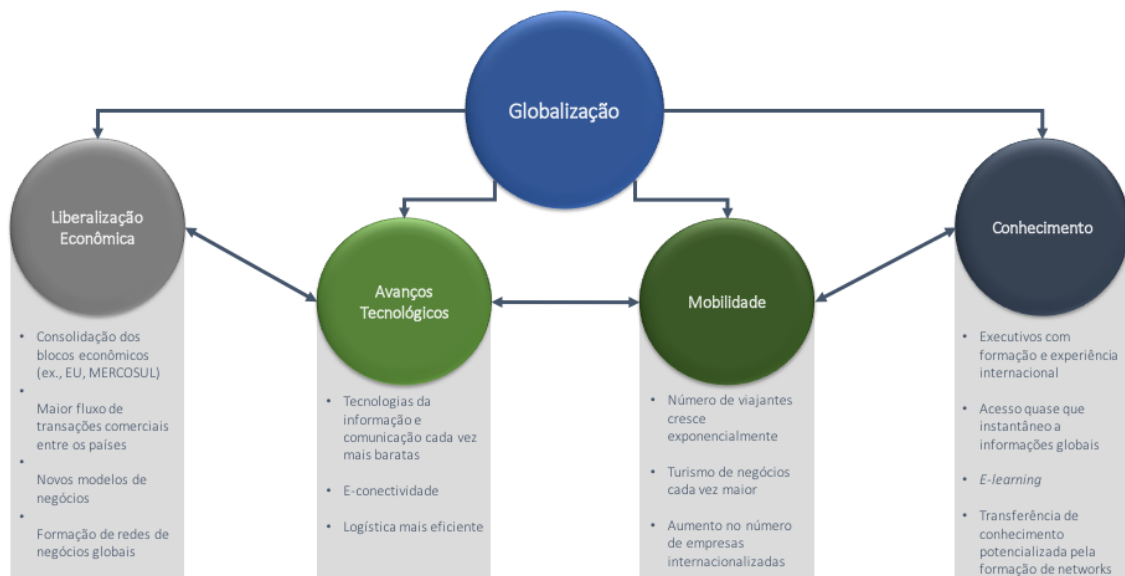 Globalização
Liberalização
Econômica
• Consolidação dos
blocos econômicos
(ex., EU, MERCOSUL)
•
Maior fluxo de
transações comerciais
entre os países
•
Novos modelos de
negócios
•
Formação de redes de
negócios globais
Avanços
Tecnológicos
• Tecnologias da
informação e
comunicação cada vez
mais baratas
• E-conectividade
• Logística mais eficiente
Mobilidade
• Número de viajantes
cresce
exponencialmente
• Turismo de negócios
cada vez maior
• Aumento no número
de empresas
internacionalizadas
Conhecimento
• Executivos com
formação e experiência
internacional
• Acesso quase que
instantâneo a
informações globais
• E-learning
• Transferência de
conhecimento
potencializada pela
formação de networks